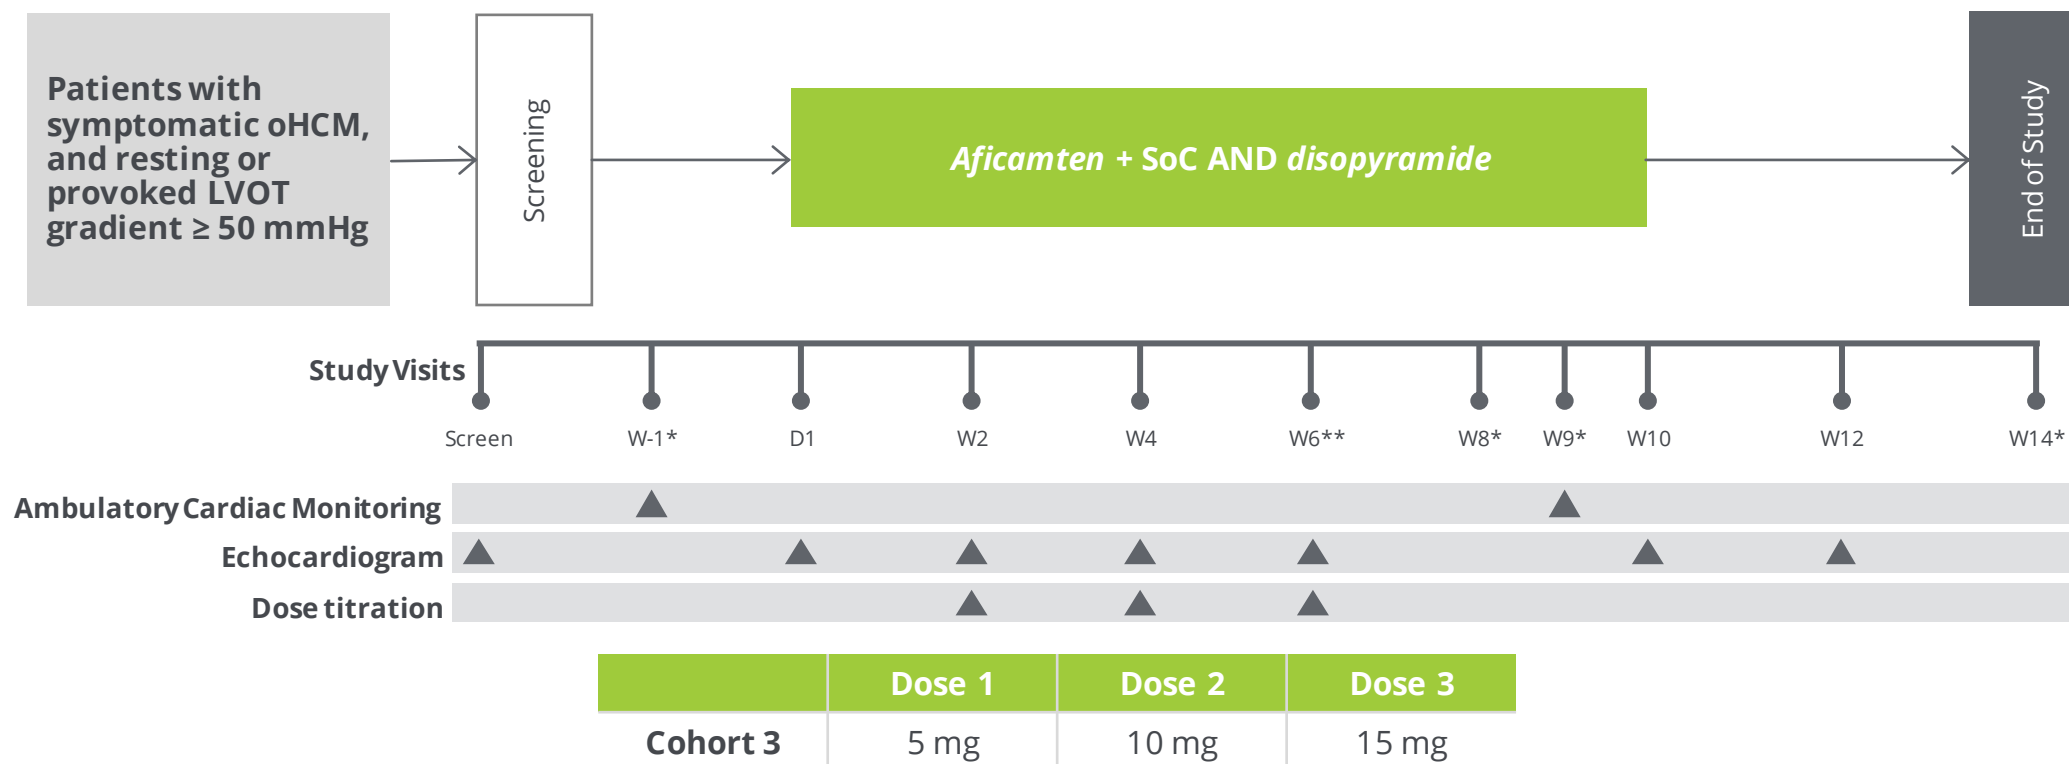 Patients with
symptomatic oHCM,
and resting or
provoked LVOT
gradient ≥ 50 mmHg
Screening
Aficamten + SoC AND disopyramide
End of Study
Study Visits
Screen W-1* D1 W2 W4 W6** W8* W9* W10 W12 W14*
Ambulatory Cardiac Monitoring
Echocardiogram
Dose titration
Dose 1 Dose 2 Dose 3
Cohort 3 5 mg 10 mg 15 mg